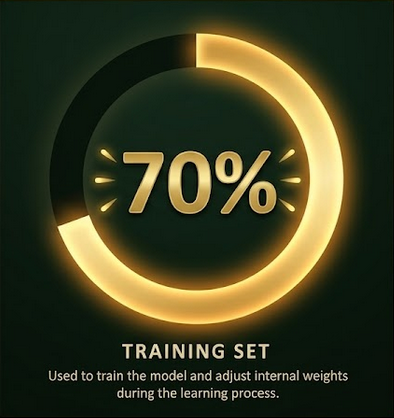 70%
TRAINING SET
Used to train the model and adjust internal weights
during the learning process.